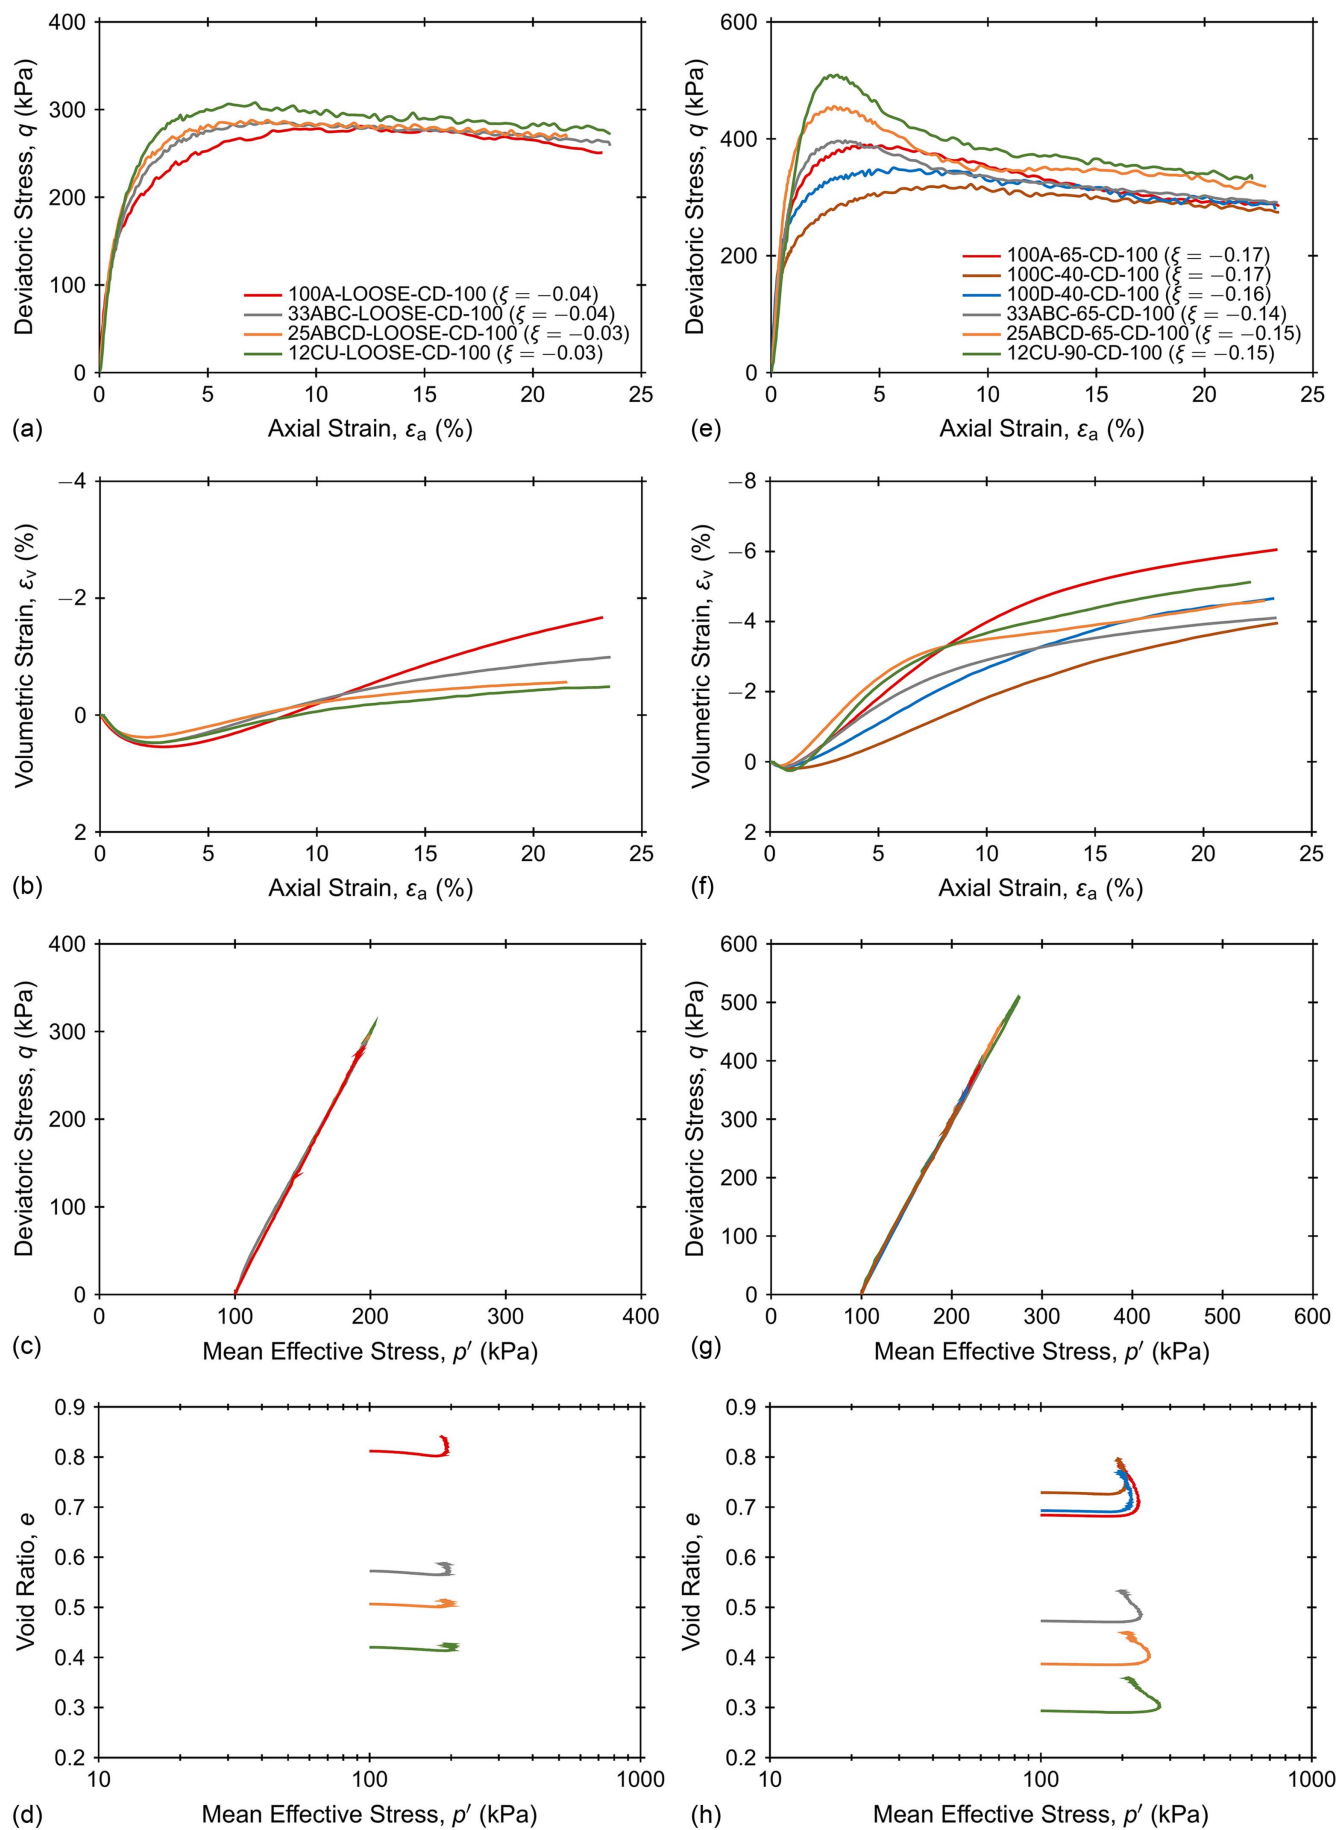 400
300
200
100
0
0
5
10
15
20
25
Deviatoric Stress, q (kPa)
100A-LOOSE-CD-100 (ξ = −0.04)
33ABC-LOOSE-CD-100 (ξ = −0.04)
25ABCD-LOOSE-CD-100 (ξ = −0.03)
12CU-LOOSE-CD-100 (ξ = −0.03)
(a)
Axial Strain, εa (%)
600
400
200
0
0
5
10
15
20
25
Deviatoric Stress, q (kPa)
100A-65-CD-100 (ξ = −0.17)
100C-40-CD-100 (ξ = −0.17)
100D-40-CD-100 (ξ = −0.16)
33ABC-65-CD-100 (ξ = −0.14)
25ABCD-65-CD-100 (ξ = −0.15)
12CU-90-CD-100 (ξ = −0.15)
(e)
Axial Strain, εa (%)
−4
−2
0
2
0
5
10
15
20
25
Volumetric Strain, εv (%)
(b)
Axial Strain, εa (%)
−8
−6
−4
−2
0
2
0
5
10
15
20
25
Volumetric Strain, εv (%)
(f)
Axial Strain, εa (%)
400
300
200
100
0
0
100
200
300
400
Deviatoric Stress, q (kPa)
(c)
Mean Effective Stress, p′ (kPa)
600
500
400
300
200
100
0
0
100
200
300
400
500
600
Deviatoric Stress, q (kPa)
(g)
Mean Effective Stress, p′ (kPa)
0.9
0.8
0.7
0.6
0.5
0.4
0.3
0.2
10
100
1000
Void Ratio, e
(d)
Mean Effective Stress, p′ (kPa)
0.9
0.8
0.7
0.6
0.5
0.4
0.3
0.2
10
100
1000
Void Ratio, e
(h)
Mean Effective Stress, p′ (kPa)